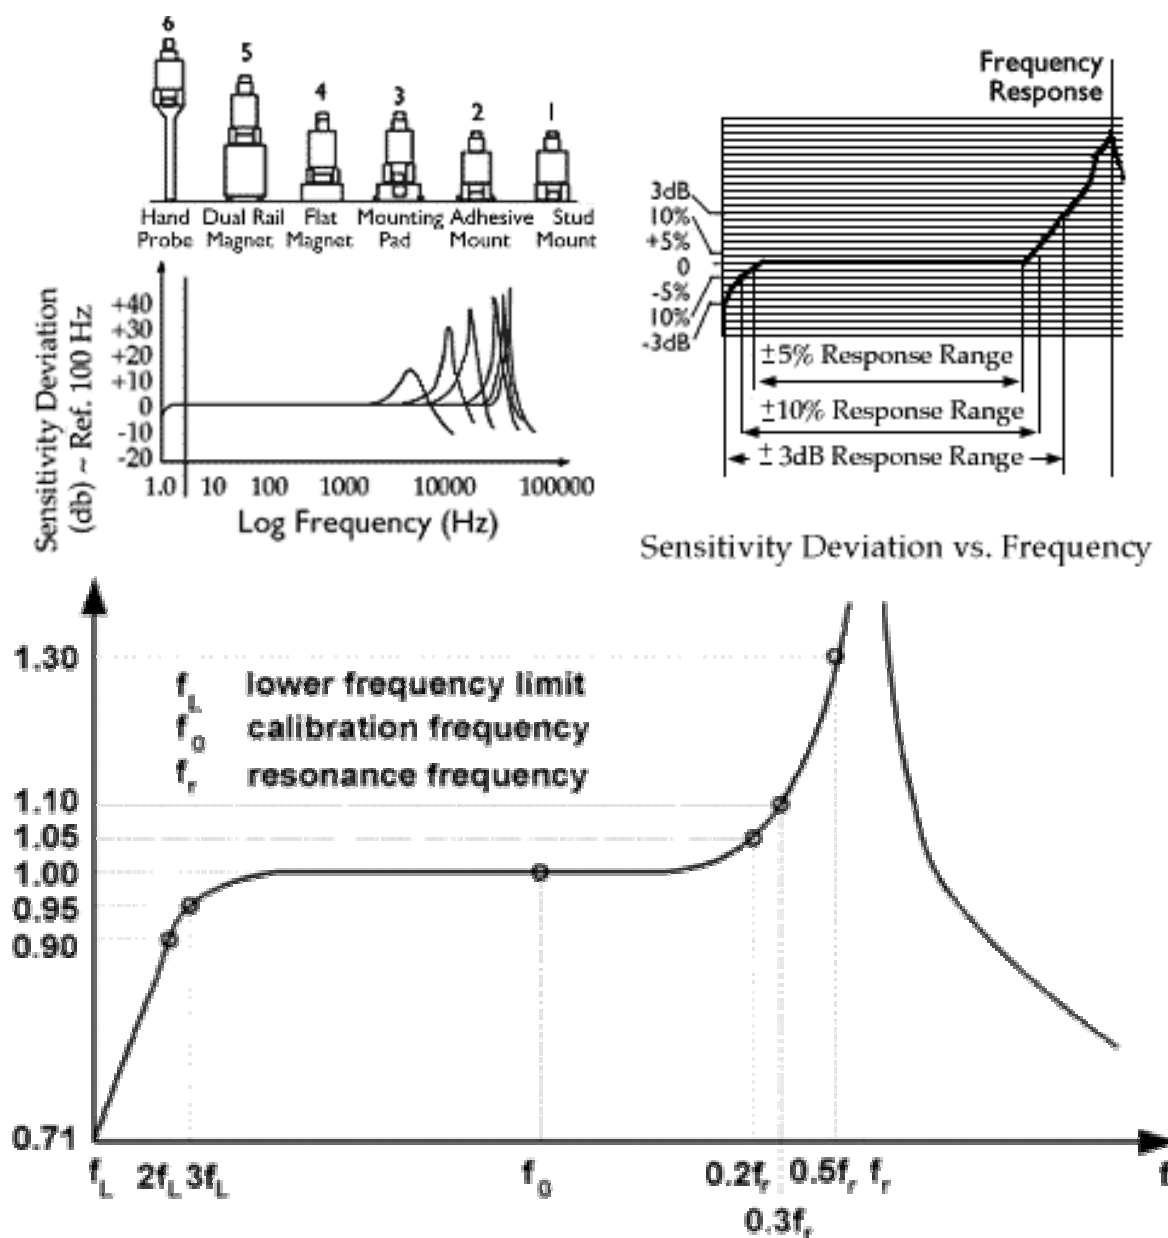 6
5
4
3
2
1
Hand Probe
Dual Rail Magnet
Flat Magnet
Mounting Pad
Adhesive Mount
Stud Mount
Sensitivity Deviation
(db) ~ Ref. 100 Hz
+40
+30
+20
+10
0
-10
-20
1.0 10 100 1000 10000 100000
Log Frequency (Hz)
Frequency
Response
3dB
10%
+5%
0
-5%
10%
-3dB
±5% Response Range
±10% Response Range
± 3dB Response Range
Sensitivity Deviation vs. Frequency
1.30
1.10
1.05
1.00
0.95
0.90
0.71
fL lower frequency limit
f0 calibration frequency
fr resonance frequency
fL 2fL 3fL f0 0.2fr 0.5fr fr f
0.3fr